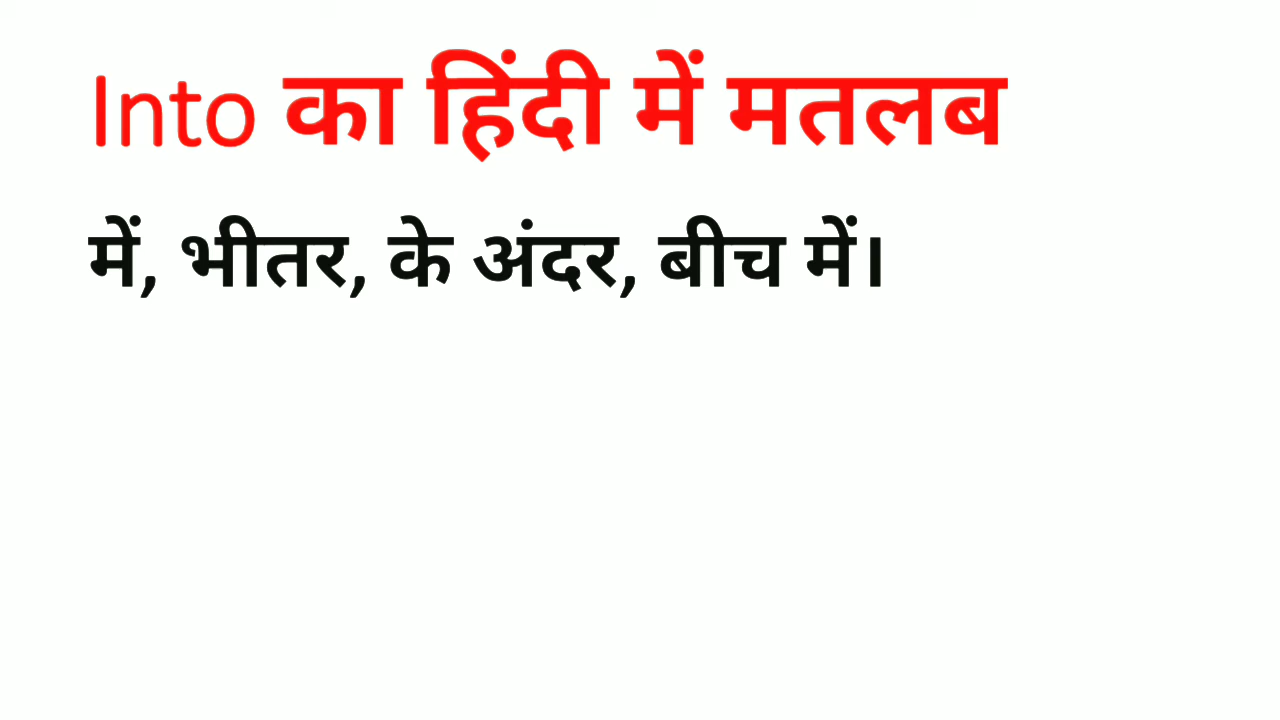 Into का हिंदी में मतलब
में, भीतर, के अंदर, बीच में।